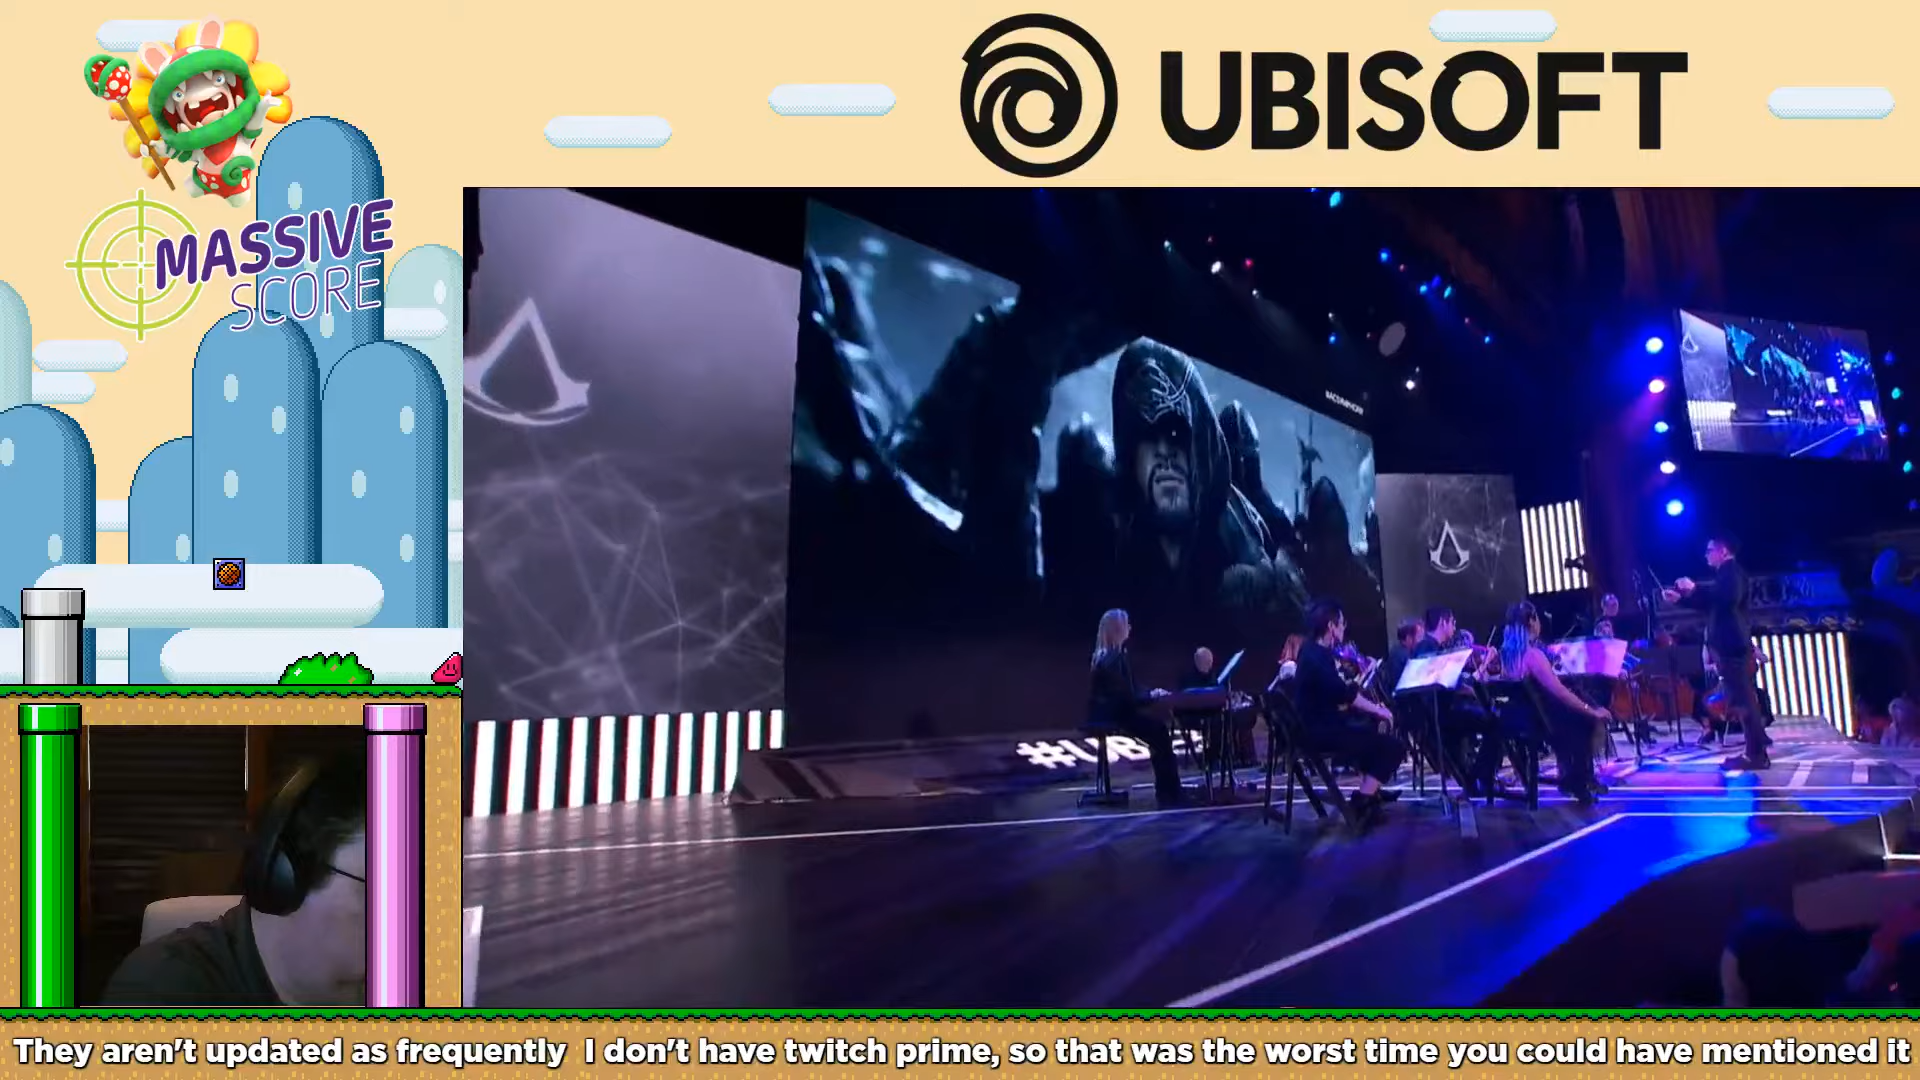 UBISOFT
MASSIVE
SCORE
They aren't updated as frequently  I don't have twitch prime, so that was the worst time you could have mentioned it